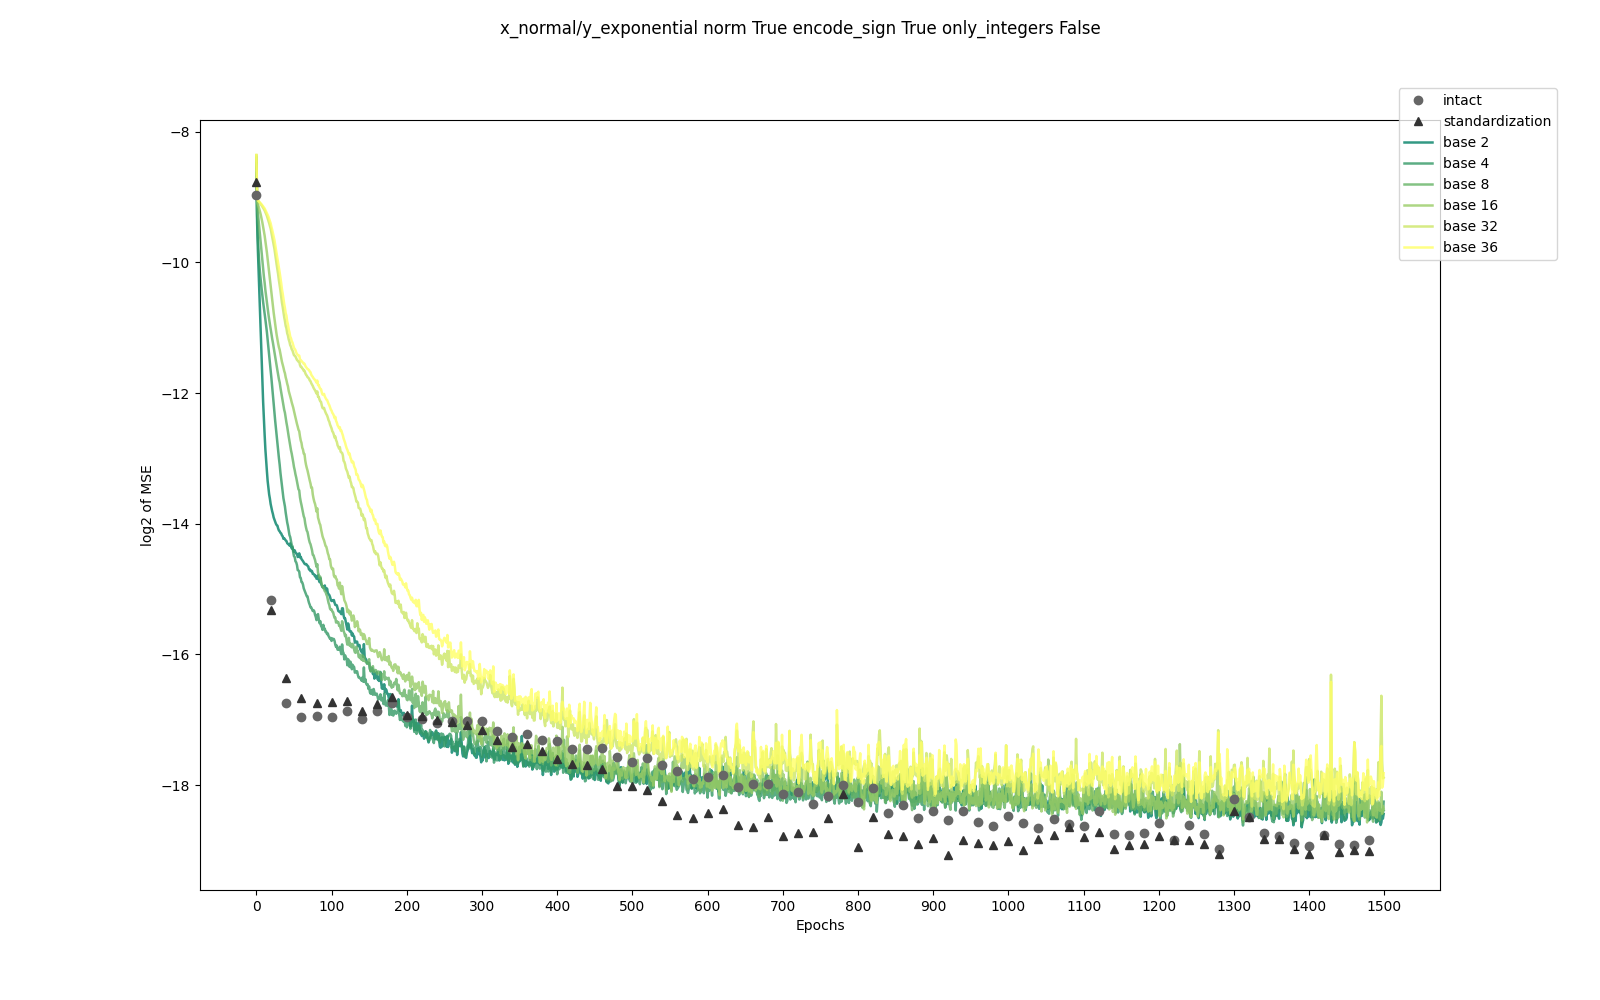 x_normal/y_exponential norm True encode_sign True only_integers False
intact
standardization
base 2
base 4
base 8
base 16
base 32
base 36
−8
−10
−12
−14
−16
−18
log2 of MSE
0 100 200 300 400 500 600 700 800 900 1000 1100 1200 1300 1400 1500
Epochs